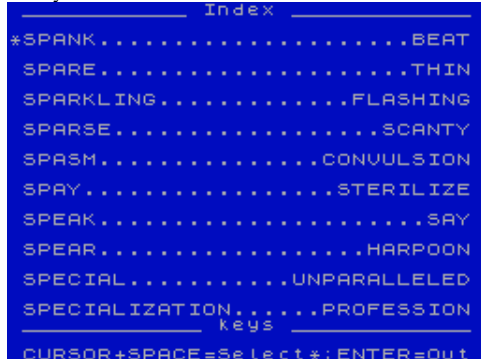 Index
*SPANK......................BEAT
SPARE.....................THIN
SPARKLING.............FLASHING
SPARSE..................SCANTY
SPASM...............CONVULSION
SPAY.................STERILIZE
SPEAK......................SAY
SPEAR..................HARPOON
SPECIAL...........UNPARALLELED
SPECIALIZATION......PROFESSION
keys
CURSOR+SPACE=Select*;ENTER=Out